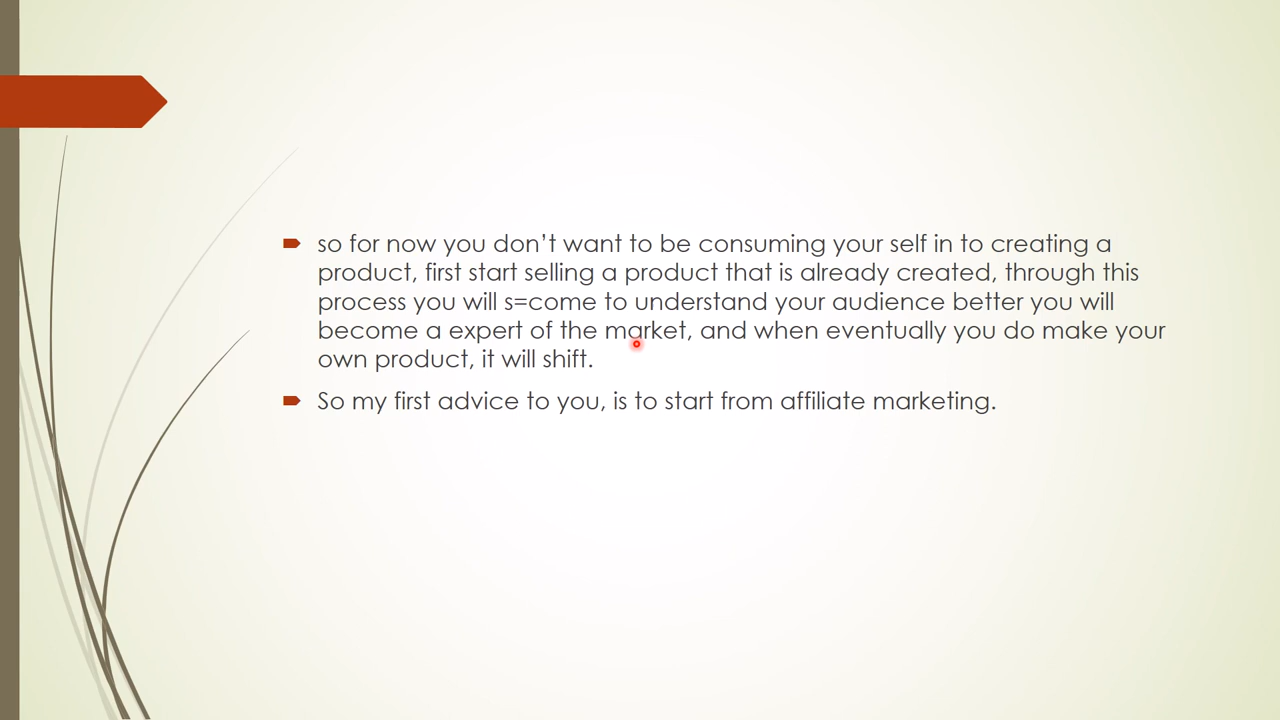 so for now you don’t want to be consuming your self in to creating a
product, first start selling a product that is already created, through this
process you will s=come to understand your audience better you will
become a expert of the market, and when eventually you do make your
own product, it will shift.
So my first advice to you, is to start from affiliate marketing.